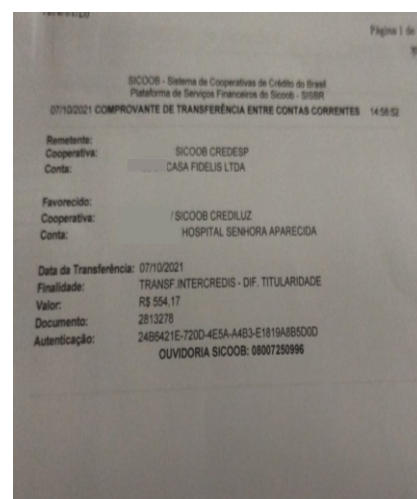 Página 1 de
SICOOB - Sistema de Cooperativas de Crédito do Brasil
Plataforma de Serviços Financeiros do Sicoob - SISBR
07/10/2021 COMPROVANTE DE TRANSFERÊNCIA ENTRE CONTAS CORRENTES 14:58:52
Remetente:
Cooperativa: SICOOB CREDESP
Conta: CASA FIDELIS LTDA
Favorecido:
Cooperativa: / SICOOB CREDILUZ
Conta: HOSPITAL SENHORA APARECIDA
Data da Transferência: 07/10/2021
Finalidade: TRANSF.INTERCREDIS - DIF. TITULARIDADE
Valor: R$ 554,17
Documento: 2813278
Autenticação: 24B6421E-720D-4E5A-A4B3-E1819A8B5D0D
OUVIDORIA SICOOB: 08007250996